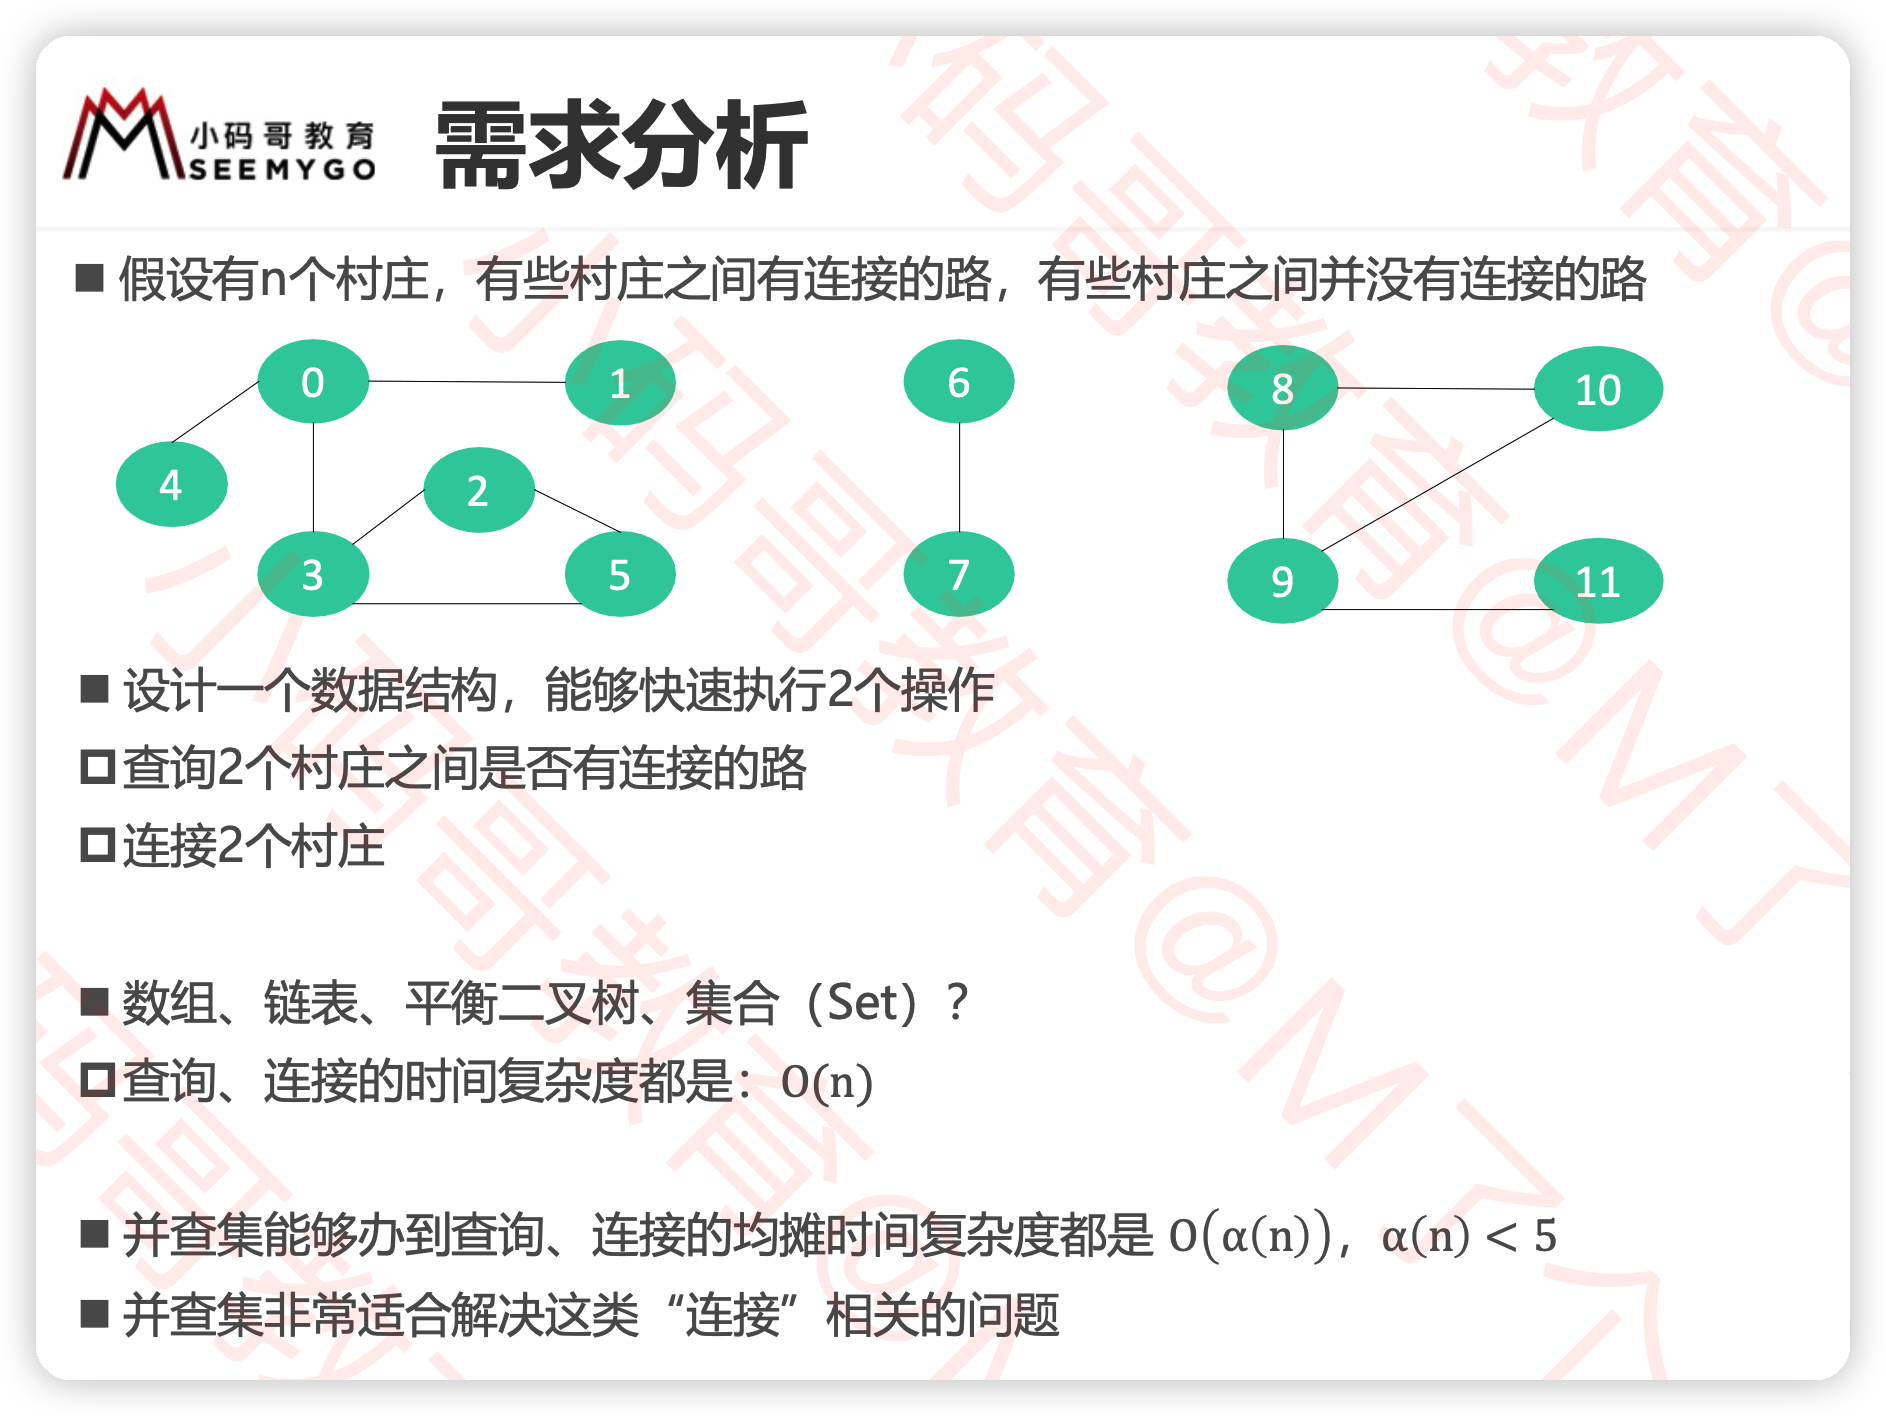 小码哥教育
SEEMYGO
需求分析
假设有n个村庄，有些村庄之间有连接的路，有些村庄之间并没有连接的路
0 1 6 8 10
4 2
3 5 7 9 11
设计一个数据结构，能够快速执行2个操作
查询2个村庄之间是否有连接的路
连接2个村庄
数组、链表、平衡二叉树、集合（Set）？
查询、连接的时间复杂度都是：O(n)
并查集能够办到查询、连接的均摊时间复杂度都是 O(α(n))，α(n) < 5
并查集非常适合解决这类“连接”相关的问题
小码哥教育@M了个